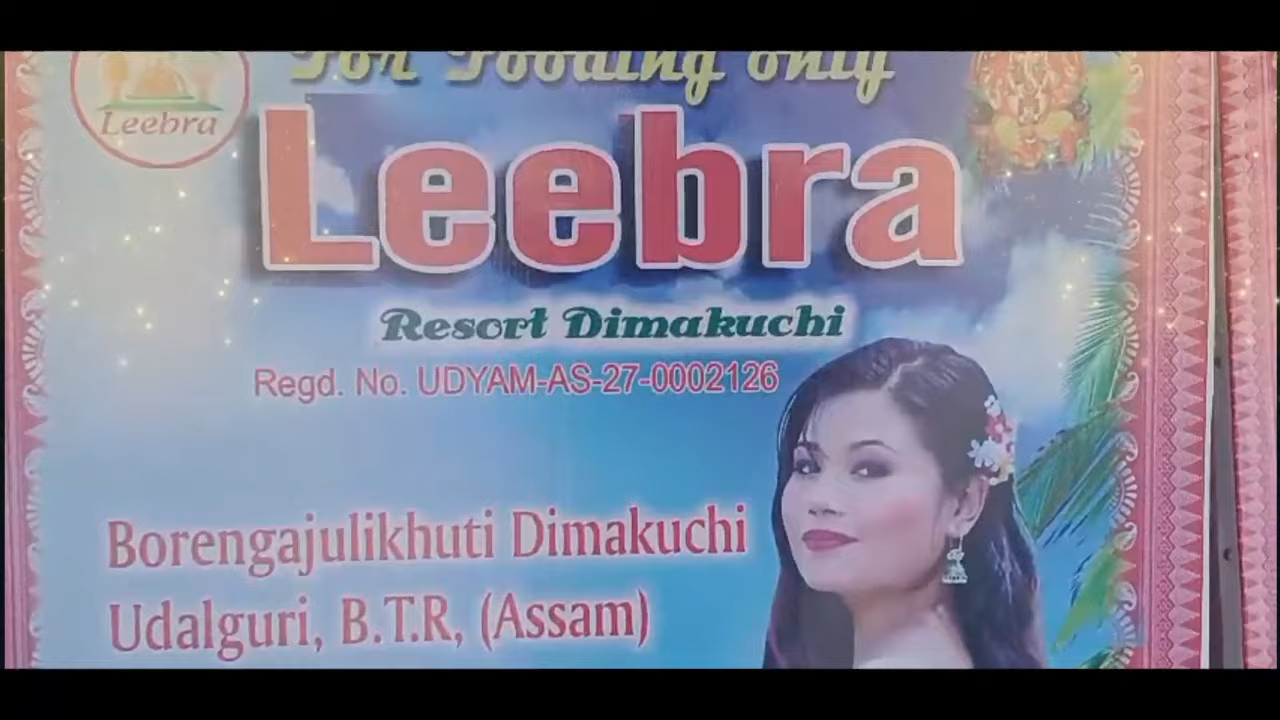 For Fooding only
Leebra
Leebra
Resort Dimakuchi
Regd. No. UDYAM-AS-27-0002126
Borengajulikhuti Dimakuchi
Udalguri, B.T.R, (Assam)